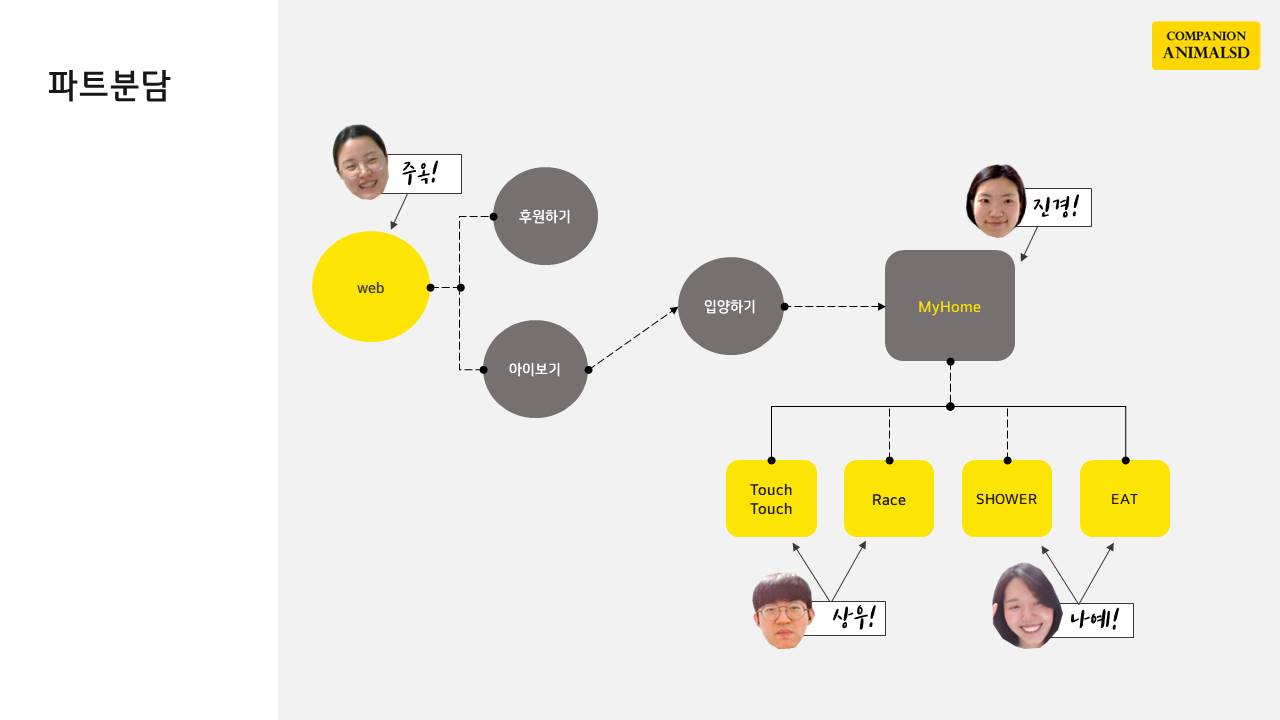 파트분담
COMPANION
ANIMALSD
주옥!
후원하기
진경!
web
입양하기
MyHome
아이보기
Touch
Touch
Race
SHOWER
EAT
상우!
나예!